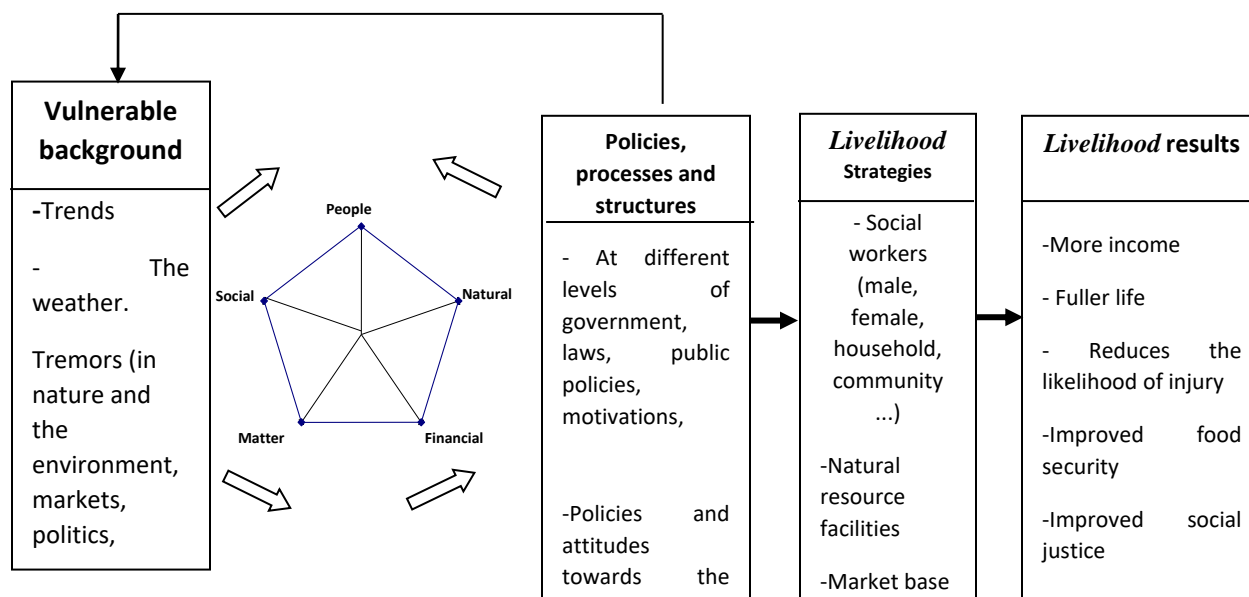 Vulnerable
background
-Trends
- The
weather.
Tremors (in
nature and
the
environment,
markets,
politics,
People
Social
Natural
Matter
Financial
Policies,
processes and
structures
- At different
levels of
government,
laws, public
policies,
motivations,
-Policies and
attitudes
towards the
Livelihood
Strategies
- Social
workers
(male,
female,
household,
community
...)
-Natural
resource
facilities
-Market base
Livelihood results
-More income
- Fuller life
- Reduces the
likelihood of injury
-Improved food
security
-Improved social
justice